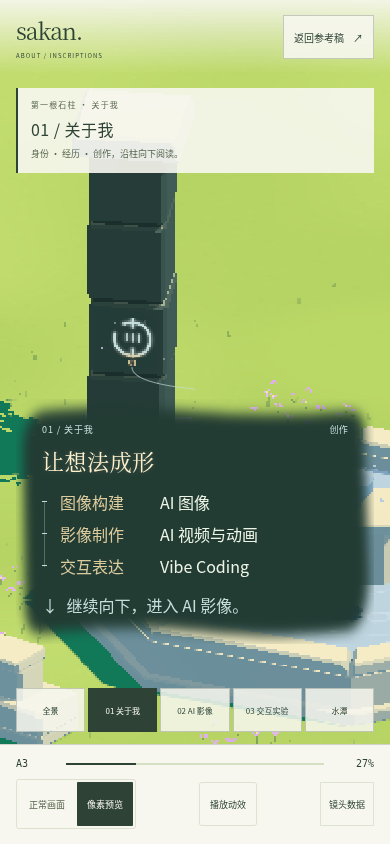 sakan.
ABOUT / INSCRIPTIONS
返回参考稿 ↗
第一根石柱 · 关于我
01 / 关于我
身份 · 经历 · 创作，沿柱向下阅读。
01 / 关于我 创作
让想法成形
图像构建 AI 图像
影像制作 AI 视频与动画
交互表达 Vibe Coding
↓ 继续向下，进入 AI 影像。
全景 01 关于我 02 AI 影像 03 交互实验 水潭
A3 27%
正常画面 像素预览 播放动效 镜头数据